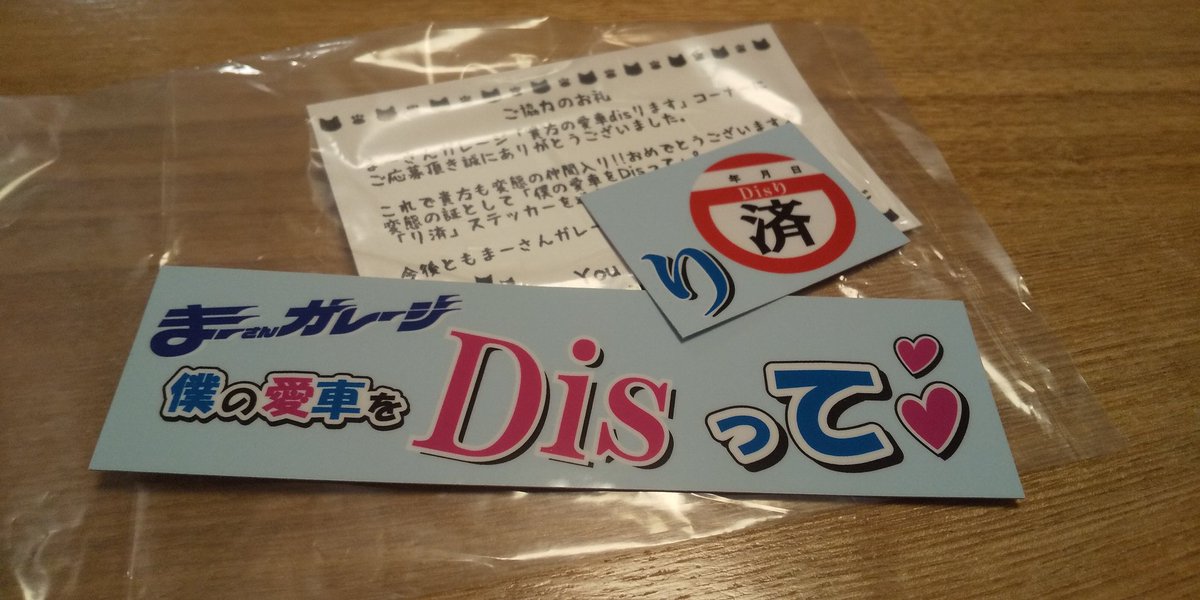 ご協力のお礼
まーさんガレージ「貴方の愛車disります」コーナーに
ご応募頂き誠にありがとうございました。
これで貴方も変態の仲間入り!!おめでとうございます
変態の証として「僕の愛車をDisって」
「り済」ステッカーを
今後ともまーさんガレー
You
年月日
Disり
済
り
まーさんガレージ
僕の愛車をDisって